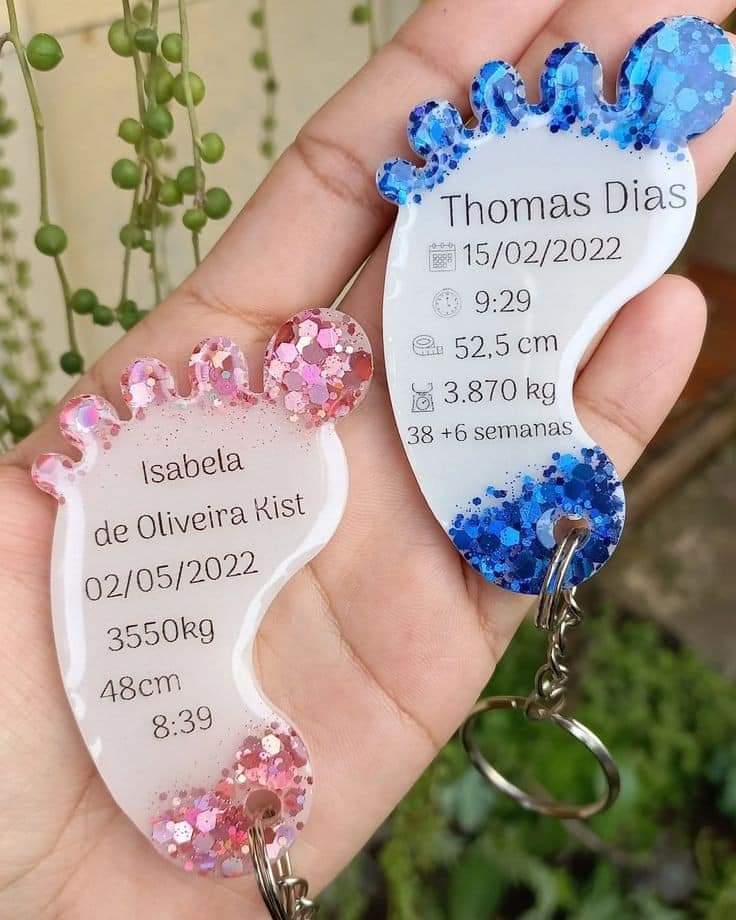 Isabela
de Oliveira Kist
02/05/2022
3550kg
48cm
8:39
Thomas Dias
15/02/2022
9:29
52,5 cm
3.870 kg
38 +6 semanas